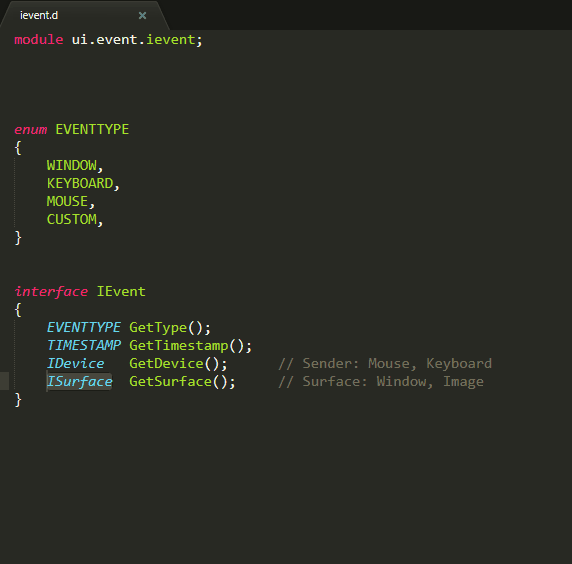 ievent.d ×
module ui.event.ievent;
enum EVENTTYPE
{
    WINDOW,
    KEYBOARD,
    MOUSE,
    CUSTOM,
}
interface IEvent
{
    EVENTTYPE GetType();
    TIMESTAMP GetTimestamp();
    IDevice   GetDevice();      // Sender: Mouse, Keyboard
    ISurface  GetSurface();     // Surface: Window, Image
}